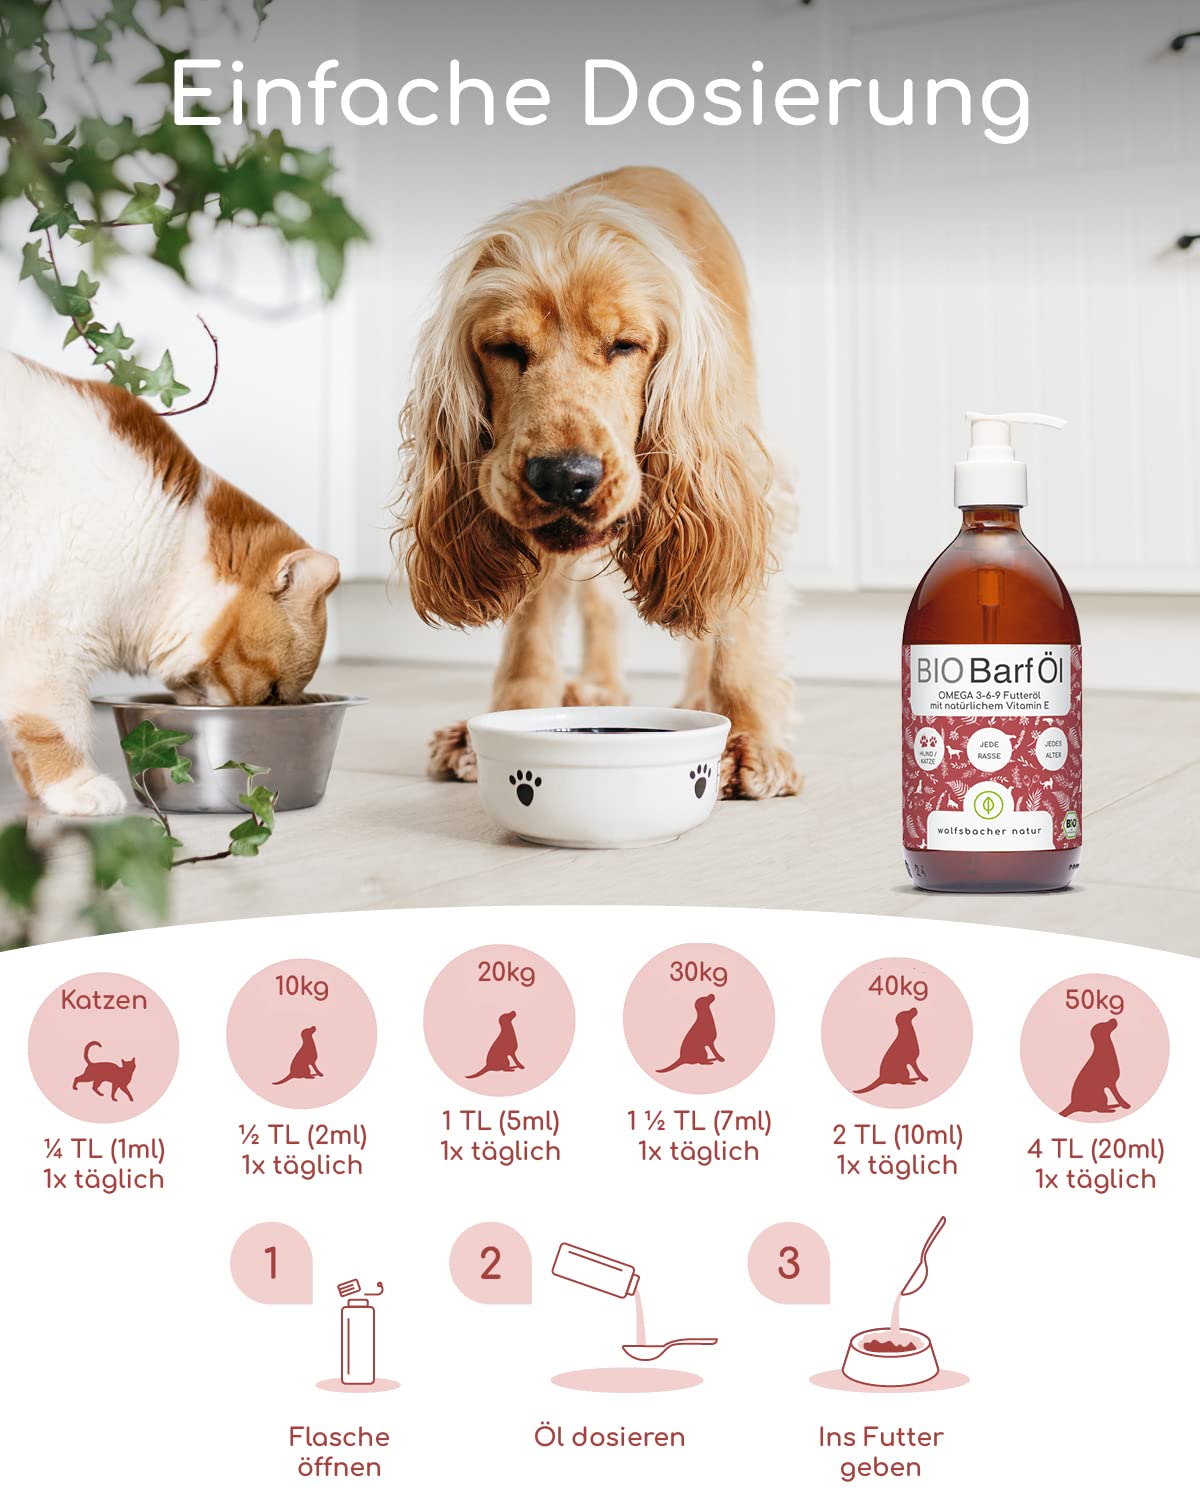 Einfache Dosierung
BIO Barf Öl
OMEGA 3-6-9 Futteröl
mit natürlichem Vitamin E
HUND /
KATZE
JEDE
RASSE
JEDES
ALTER
wolfsbacher natur
BIO
Katzen
¼ TL (1ml)
1x täglich
10kg
½ TL (2ml)
1x täglich
20kg
1 TL (5ml)
1x täglich
30kg
1 ½ TL (7ml)
1x täglich
40kg
2 TL (10ml)
1x täglich
50kg
4 TL (20ml)
1x täglich
1
Flasche
öffnen
2
Öl dosieren
3
Ins Futter
geben